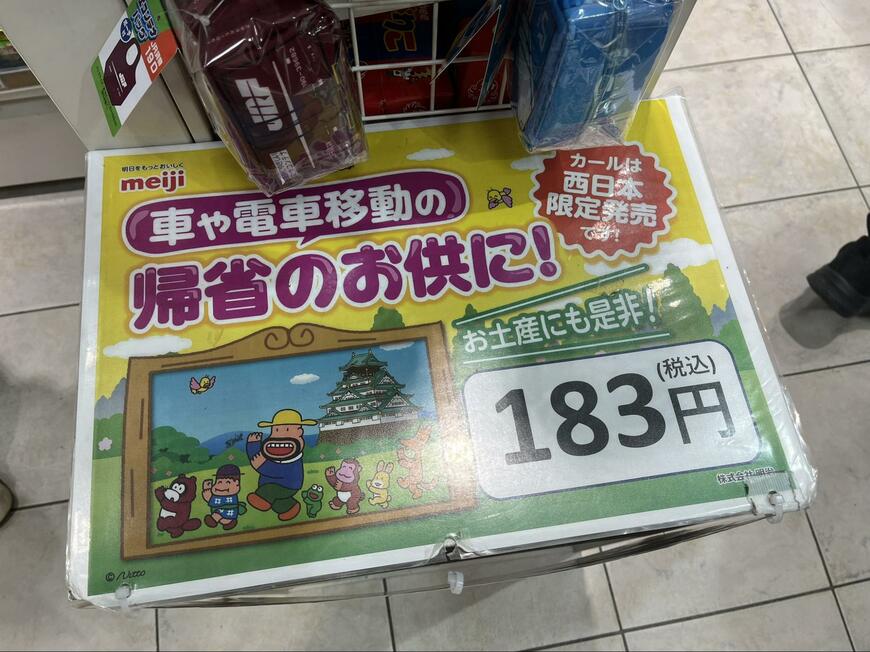 明日をもっとおいしく
meiji
車や電車移動の
帰省のお供に!
カールは
西日本
限定発売
です!
お土産にも是非!
183円
(税込)
株式会社 明治
© Nitto